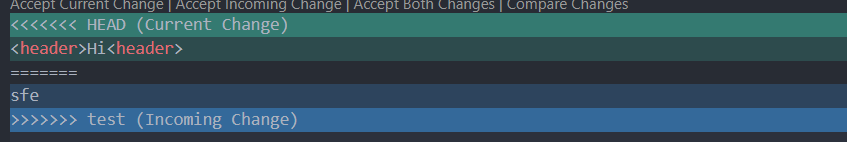 Accept Current Change | Accept Incoming Change | Accept Both Changes | Compare Changes
<<<<<<< HEAD (Current Change)
<header>Hi<header>
=======
sfe
>>>>>>> test (Incoming Change)